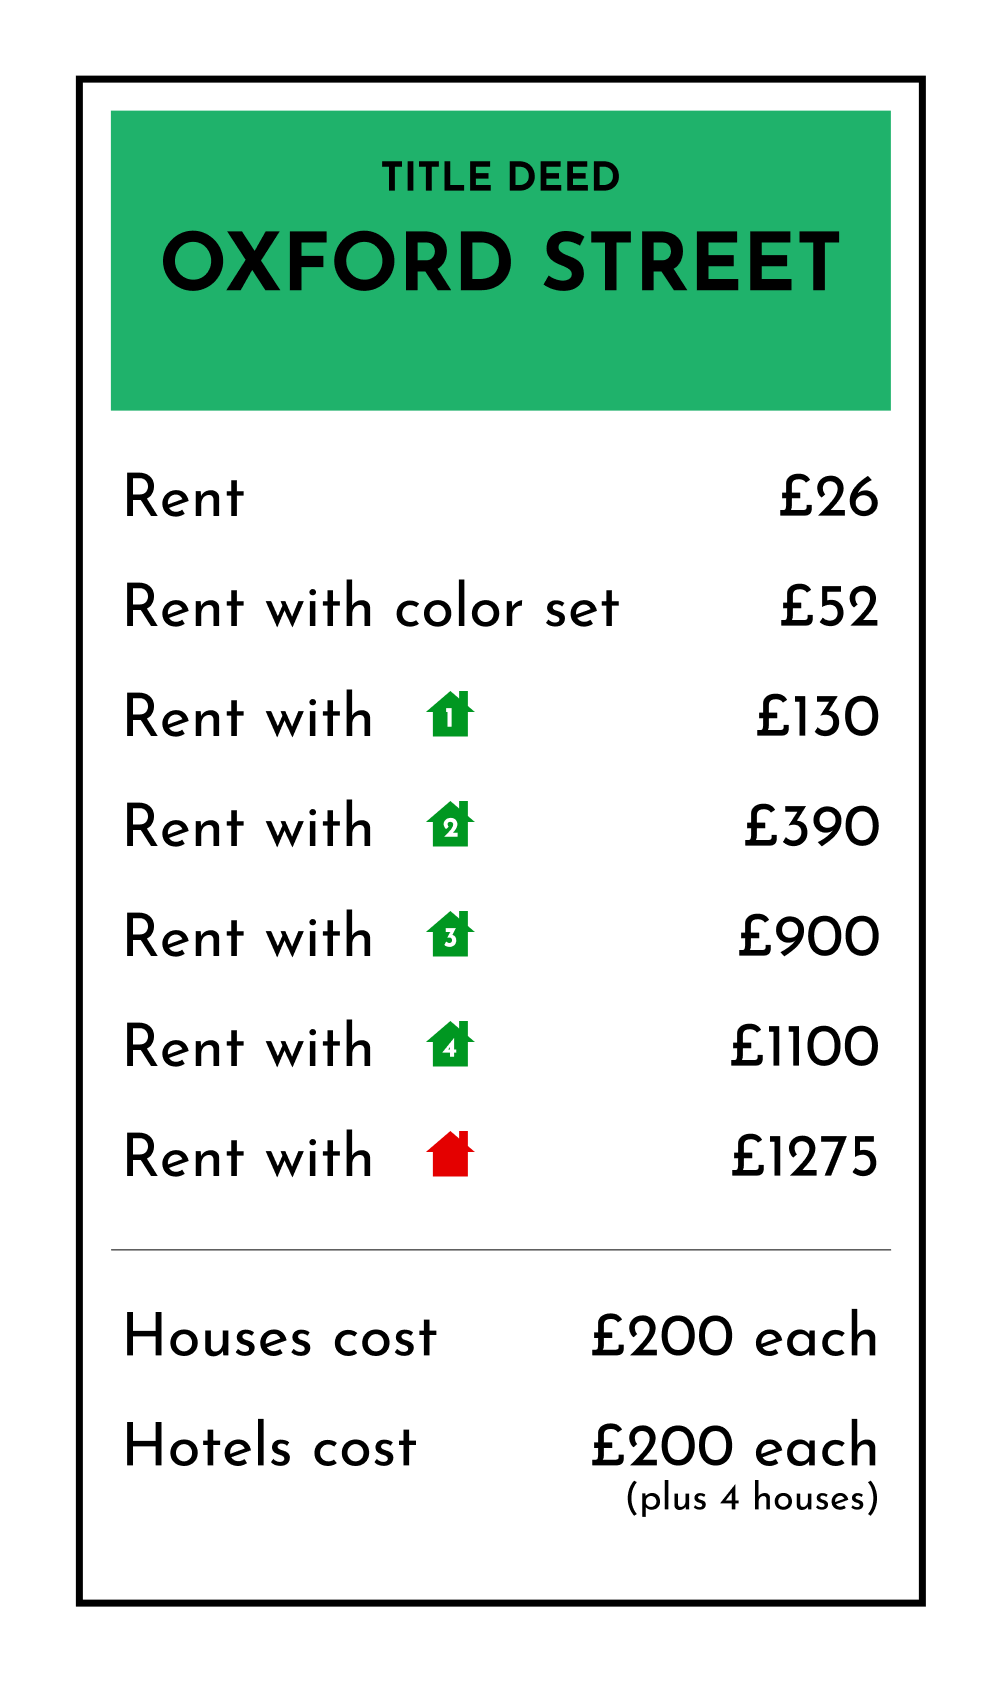 TITLE DEED
OXFORD STREET
Rent £26
Rent with color set £52
Rent with 1 £130
Rent with 2 £390
Rent with 3 £900
Rent with 4 £1100
Rent with £1275
Houses cost £200 each
Hotels cost £200 each
(plus 4 houses)